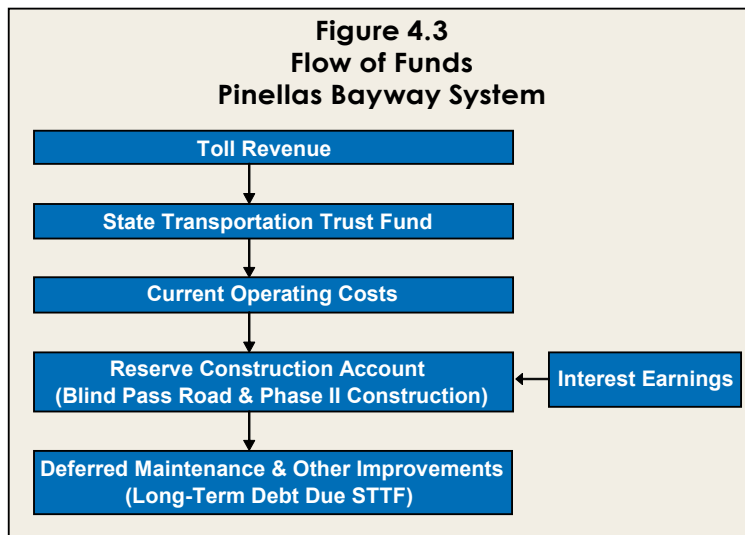 Figure 4.3
Flow of Funds
Pinellas Bayway System
Toll Revenue
State Transportation Trust Fund
Current Operating Costs
Reserve Construction Account
(Blind Pass Road & Phase II Construction)
Interest Earnings
Deferred Maintenance & Other Improvements
(Long-Term Debt Due STTF)